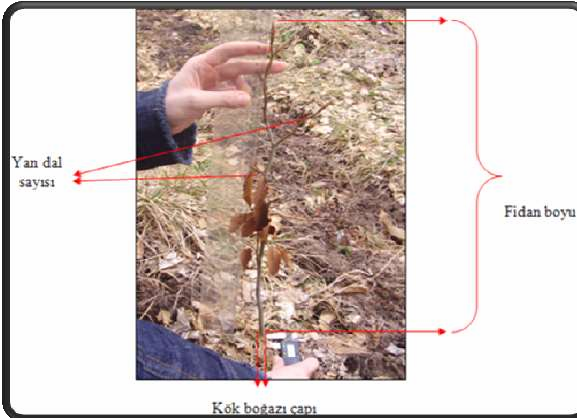 Yan dal
sayısı
Fidan boyu
Kök boğazı çapı